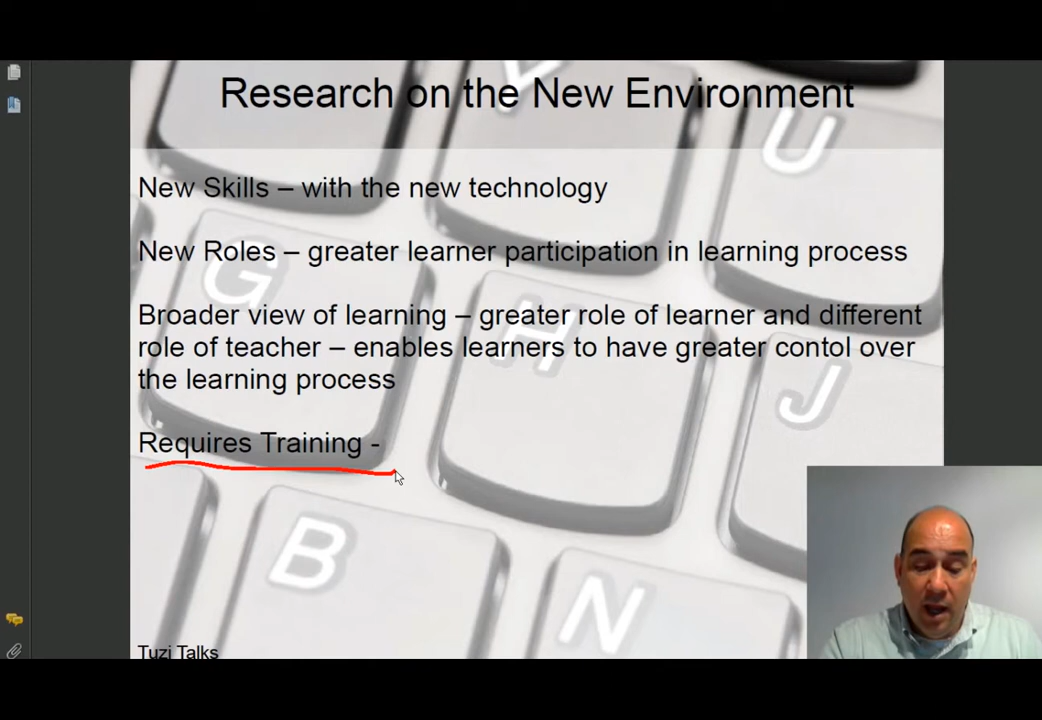 Research on the New Environment
New Skills – with the new technology
New Roles – greater learner participation in learning process
Broader view of learning – greater role of learner and different
role of teacher – enables learners to have greater contol over
the learning process
Requires Training -
Tuzi Talks
Y
U
G
H
J
B
N